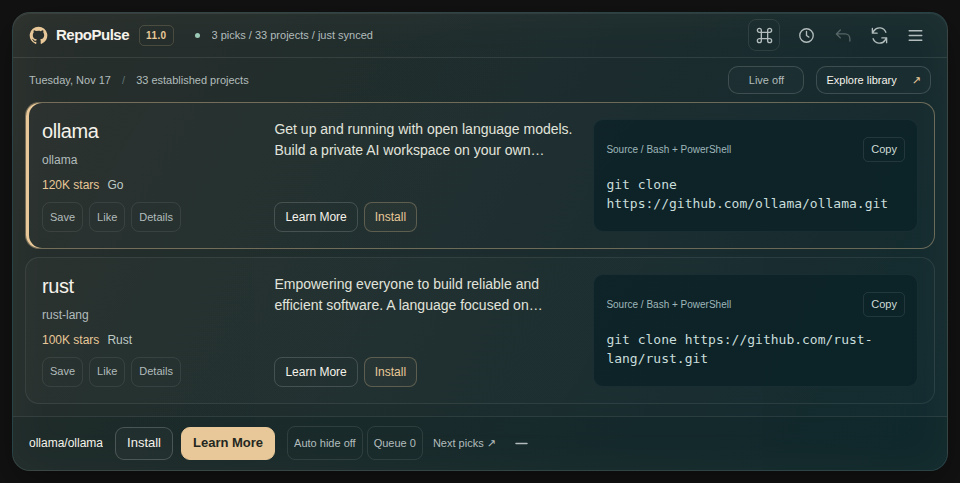 RepoPulse 11.0 3 picks / 33 projects / just synced
Tuesday, Nov 17 / 33 established projects Live off Explore library ↗
ollama
ollama
120K stars Go
Save Like Details
Get up and running with open language models.
Build a private AI workspace on your own…
Learn More Install
Source / Bash + PowerShell Copy
git clone
https://github.com/ollama/ollama.git
rust
rust-lang
100K stars Rust
Save Like Details
Empowering everyone to build reliable and
efficient software. A language focused on…
Learn More Install
Source / Bash + PowerShell Copy
git clone https://github.com/rust-
lang/rust.git
ollama/ollama Install Learn More Auto hide off Queue 0 Next picks ↗